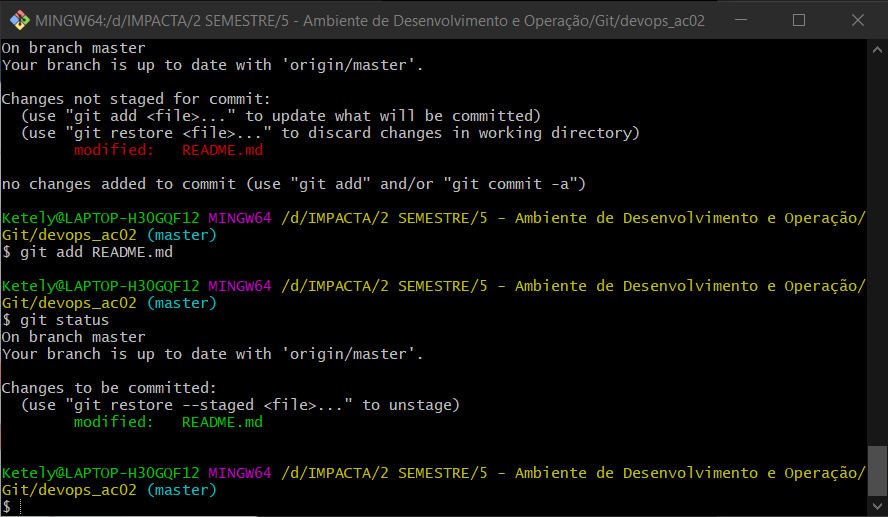 MINGW64:/d/IMPACTA/2 SEMESTRE/5 - Ambiente de Desenvolvimento e Operação/Git/devops_ac02
On branch master
Your branch is up to date with 'origin/master'.
Changes not staged for commit:
  (use "git add <file>..." to update what will be committed)
  (use "git restore <file>..." to discard changes in working directory)
        modified:   README.md
no changes added to commit (use "git add" and/or "git commit -a")
Ketely@LAPTOP-H3OGQF12 MINGW64 /d/IMPACTA/2 SEMESTRE/5 - Ambiente de Desenvolvimento e Operação/
Git/devops_ac02 (master)
$ git add README.md
Ketely@LAPTOP-H3OGQF12 MINGW64 /d/IMPACTA/2 SEMESTRE/5 - Ambiente de Desenvolvimento e Operação/
Git/devops_ac02 (master)
$ git status
On branch master
Your branch is up to date with 'origin/master'.
Changes to be committed:
  (use "git restore --staged <file>..." to unstage)
        modified:   README.md
Ketely@LAPTOP-H3OGQF12 MINGW64 /d/IMPACTA/2 SEMESTRE/5 - Ambiente de Desenvolvimento e Operação/
Git/devops_ac02 (master)
$